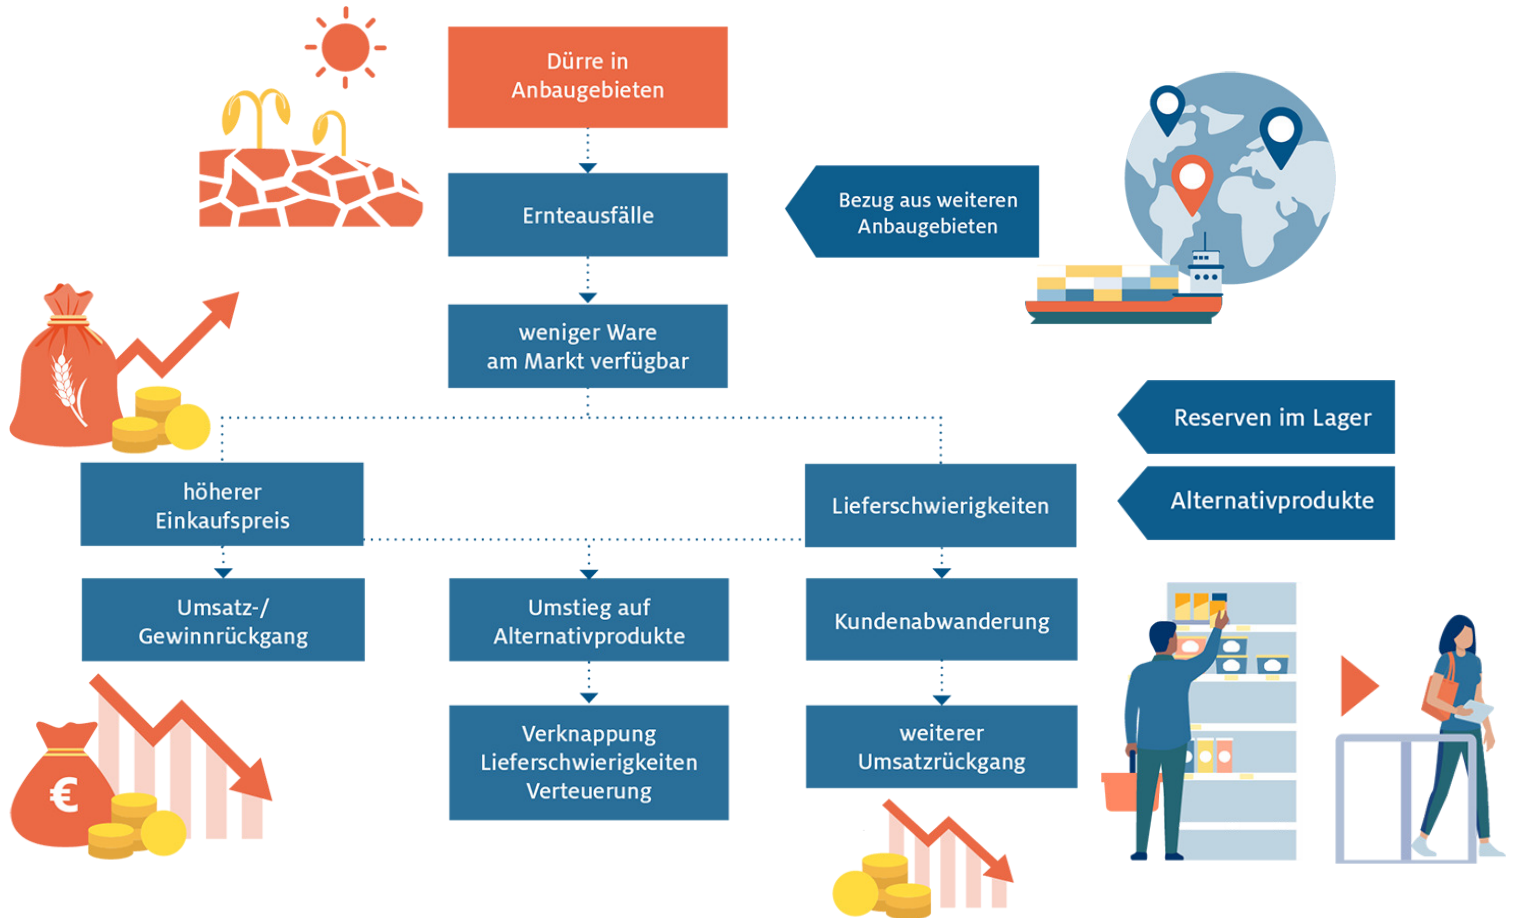 Dürre in
Anbaugebieten
Ernteausfälle
Bezug aus weiteren
Anbaugebieten
weniger Ware
am Markt verfügbar
Reserven im Lager
höherer
Einkaufspreis
Lieferschwierigkeiten
Alternativprodukte
Umsatz-/
Gewinnrückgang
Umstieg auf
Alternativprodukte
Kundenabwanderung
Verknappung
Lieferschwierigkeiten
Verteuerung
weiterer
Umsatzrückgang
€